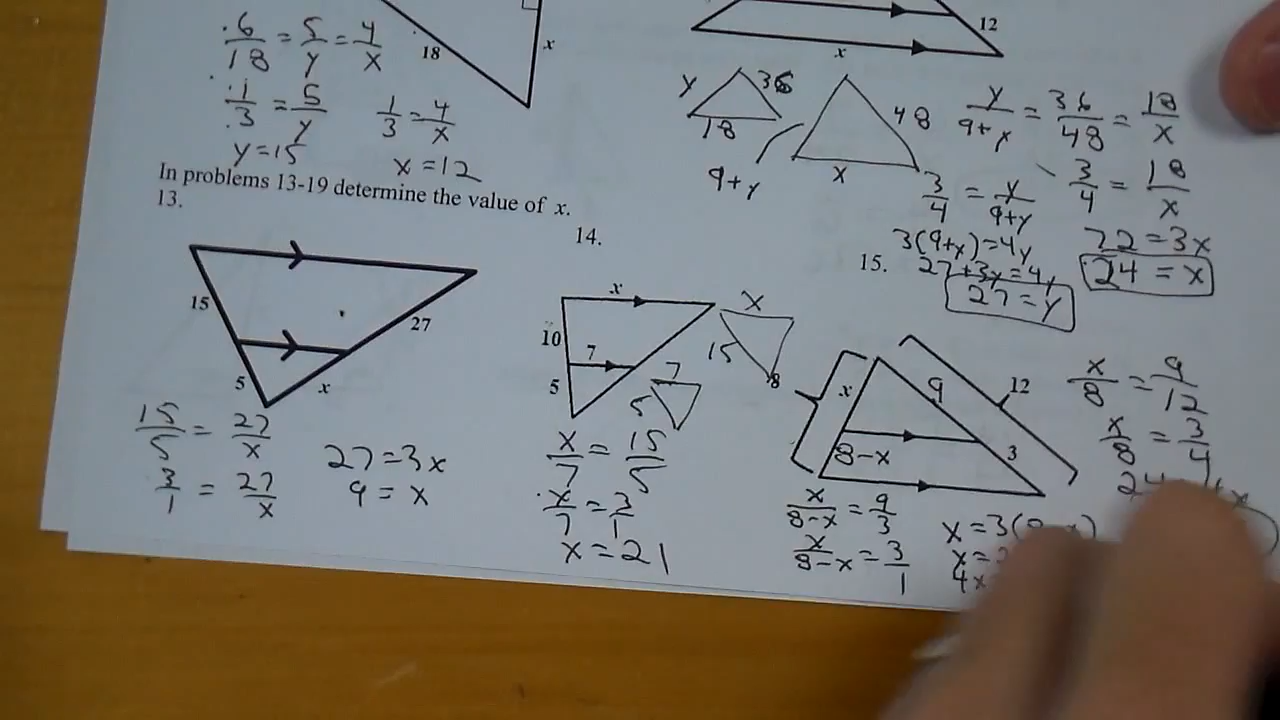 6/18 = 5/y = 4/x
18
x
1/3 = 5/y
1/3 = 4/x
y = 15
x = 12
12
x
y
36
18
48
9+y
x
y/9+y = 36/48 = 18/x
3/4 = y/9+y
3/4 = 18/x
3(9+y)=4y
72 = 3x
27+3y=4y
24 = x
27 = y
In problems 13-19 determine the value of x.
13.
15
27
5
x
15/5 = 27/x
3/1 = 27/x
27=3x
9 = x
14.
x
10
7
5
x
15
7
5
x/7 = 15/5
x/7 = 3/1
x = 21
15.
x
9
12
8-x
3
8
x/8 = 9/12
x/8 = 3/4
x/8-x = 9/3
x/8-x = 3/1